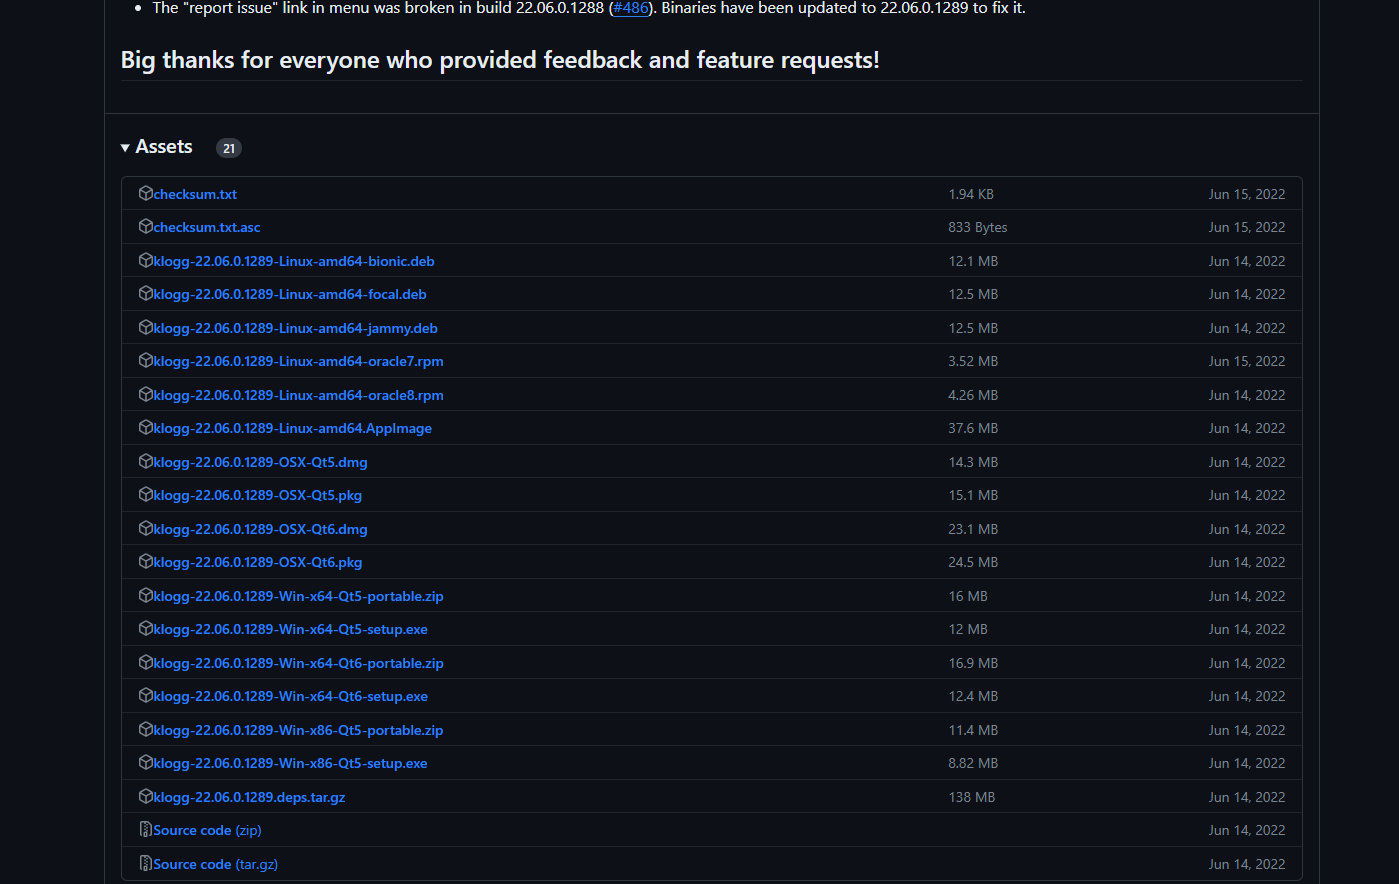 • The "report issue" link in menu was broken in build 22.06.0.1288 (#486). Binaries have been updated to 22.06.0.1289 to fix it.
Big thanks for everyone who provided feedback and feature requests!
Assets 21
checksum.txt 1.94 KB Jun 15, 2022
checksum.txt.asc 833 Bytes Jun 15, 2022
klogg-22.06.0.1289-Linux-amd64-bionic.deb 12.1 MB Jun 14, 2022
klogg-22.06.0.1289-Linux-amd64-focal.deb 12.5 MB Jun 14, 2022
klogg-22.06.0.1289-Linux-amd64-jammy.deb 12.5 MB Jun 14, 2022
klogg-22.06.0.1289-Linux-amd64-oracle7.rpm 3.52 MB Jun 15, 2022
klogg-22.06.0.1289-Linux-amd64-oracle8.rpm 4.26 MB Jun 14, 2022
klogg-22.06.0.1289-Linux-amd64.AppImage 37.6 MB Jun 14, 2022
klogg-22.06.0.1289-OSX-Qt5.dmg 14.3 MB Jun 14, 2022
klogg-22.06.0.1289-OSX-Qt5.pkg 15.1 MB Jun 14, 2022
klogg-22.06.0.1289-OSX-Qt6.dmg 23.1 MB Jun 14, 2022
klogg-22.06.0.1289-OSX-Qt6.pkg 24.5 MB Jun 14, 2022
klogg-22.06.0.1289-Win-x64-Qt5-portable.zip 16 MB Jun 14, 2022
klogg-22.06.0.1289-Win-x64-Qt5-setup.exe 12 MB Jun 14, 2022
klogg-22.06.0.1289-Win-x64-Qt6-portable.zip 16.9 MB Jun 14, 2022
klogg-22.06.0.1289-Win-x64-Qt6-setup.exe 12.4 MB Jun 14, 2022
klogg-22.06.0.1289-Win-x86-Qt5-portable.zip 11.4 MB Jun 14, 2022
klogg-22.06.0.1289-Win-x86-Qt5-setup.exe 8.82 MB Jun 14, 2022
klogg-22.06.0.1289.deps.tar.gz 138 MB Jun 14, 2022
Source code (zip) Jun 14, 2022
Source code (tar.gz) Jun 14, 2022